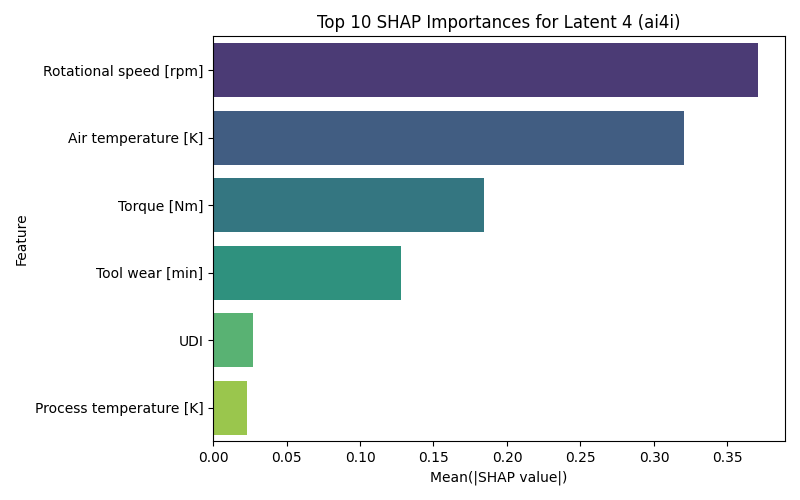 Top 10 SHAP Importances for Latent 4 (ai4i)
Feature
Rotational speed [rpm]
Air temperature [K]
Torque [Nm]
Tool wear [min]
UDI
Process temperature [K]
0.00 0.05 0.10 0.15 0.20 0.25 0.30 0.35
Mean(|SHAP value|)